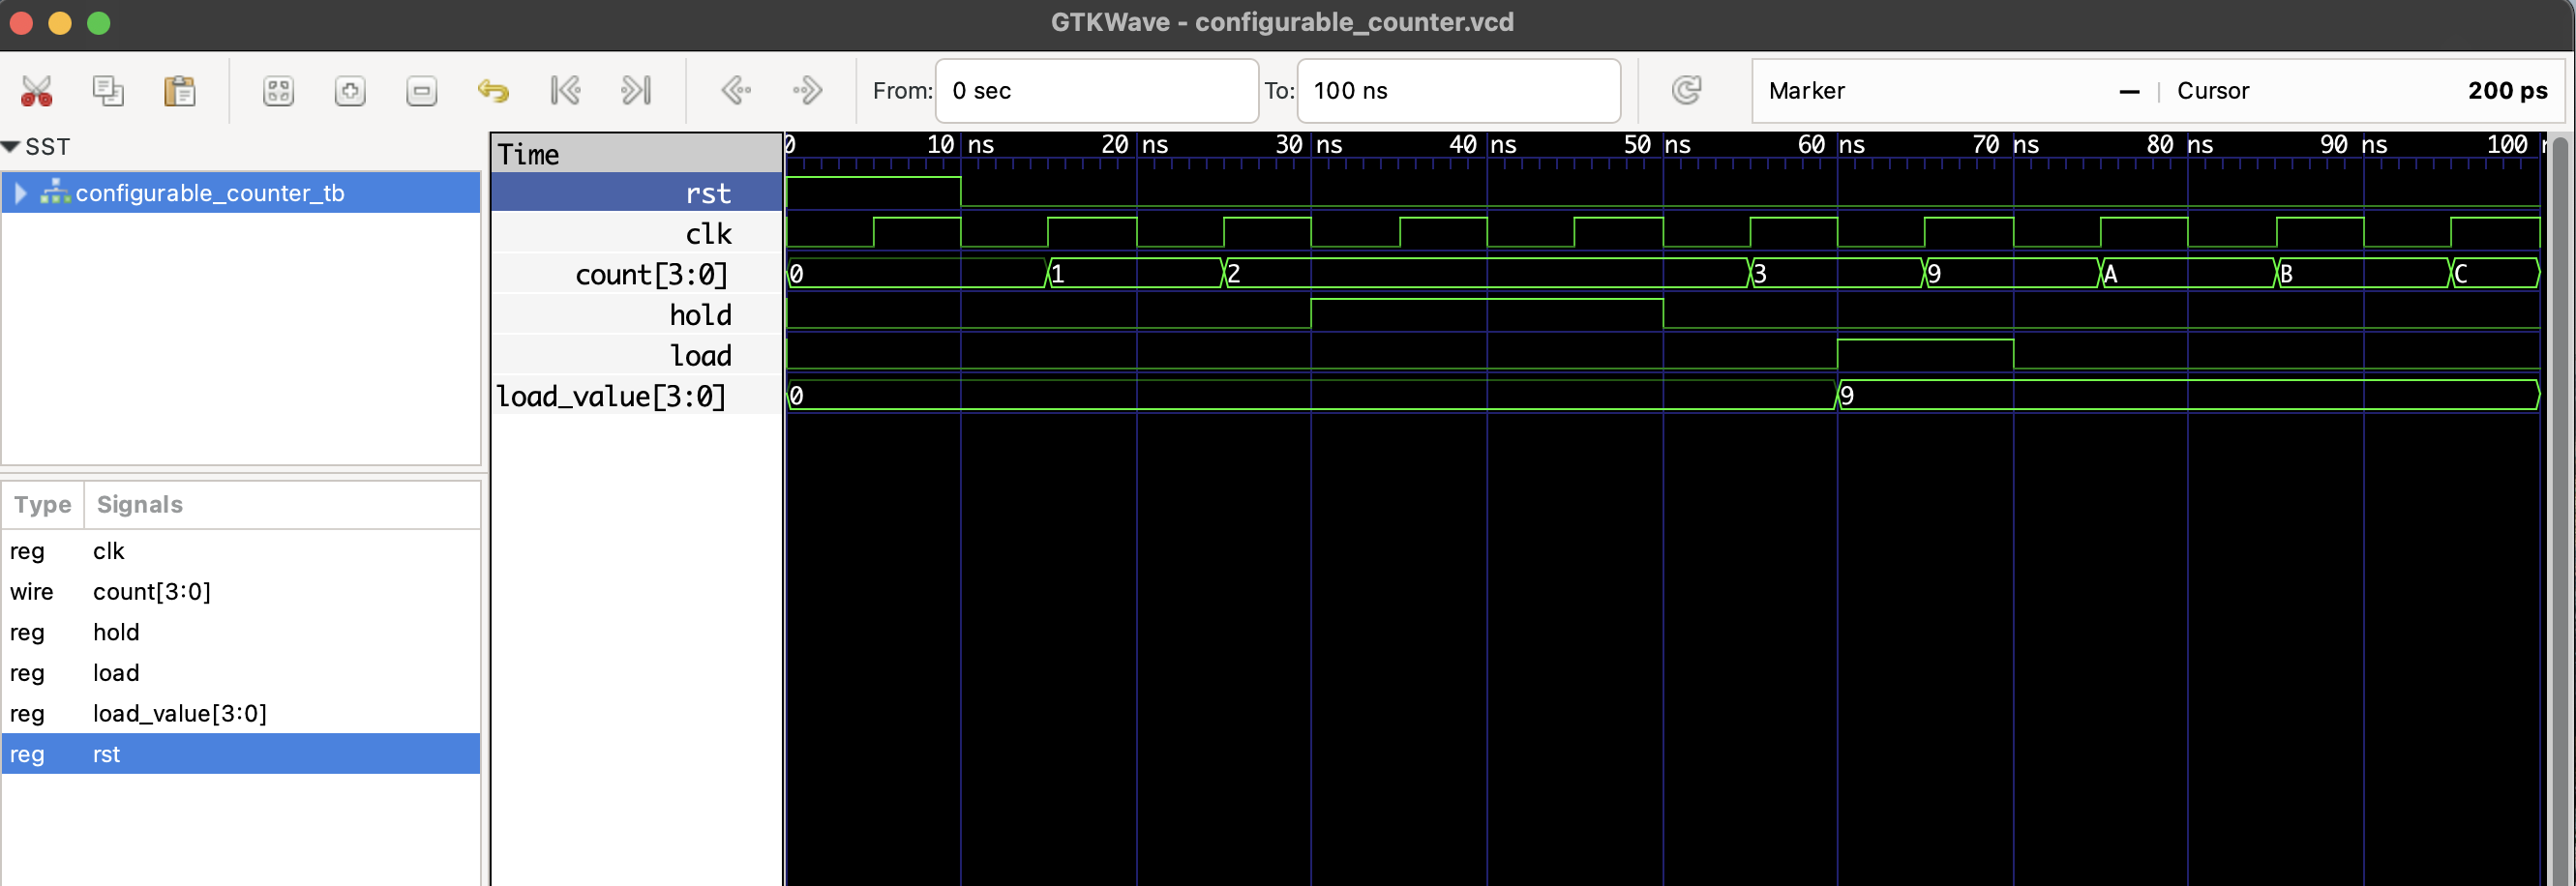 GTKWave - configurable_counter.vcd
From: 0 sec To: 100 ns Marker — | Cursor 200 ps
SST
configurable_counter_tb
Type Signals
reg clk
wire count[3:0]
reg hold
reg load
reg load_value[3:0]
reg rst
Time
0 10 ns 20 ns 30 ns 40 ns 50 ns 60 ns 70 ns 80 ns 90 ns 100
rst
clk
count[3:0] 0 1 2 3 9 A B C
hold
load
load_value[3:0] 0 9